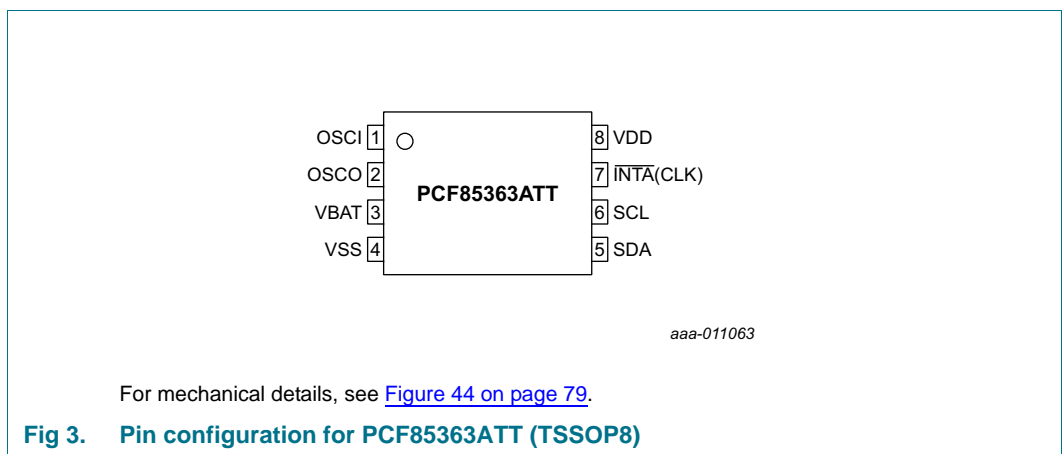 OSCI 1 8 VDD
OSCO 2 7 INTA(CLK)
PCF85363ATT
VBAT 3 6 SCL
VSS 4 5 SDA
aaa-011063
For mechanical details, see Figure 44 on page 79.
Fig 3. Pin configuration for PCF85363ATT (TSSOP8)